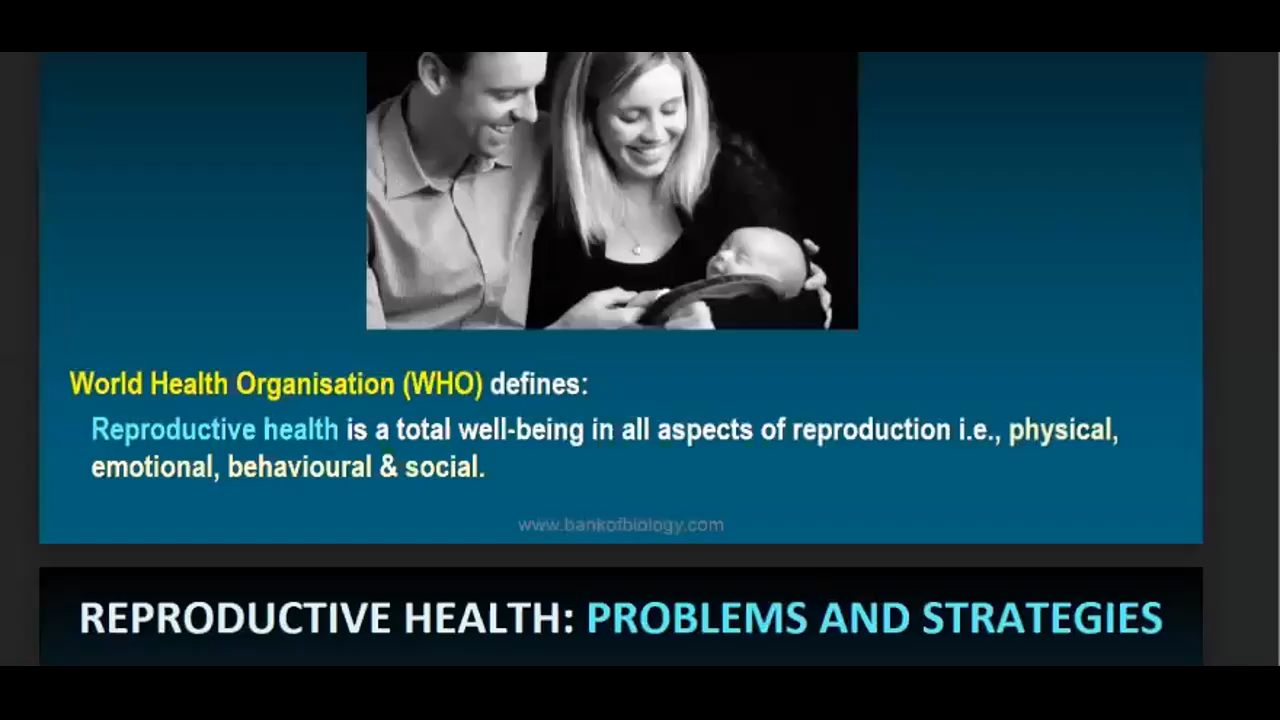 World Health Organisation (WHO) defines:
Reproductive health is a total well-being in all aspects of reproduction i.e., physical,
emotional, behavioural & social.
www.bankofbiology.com
REPRODUCTIVE HEALTH: PROBLEMS AND STRATEGIES